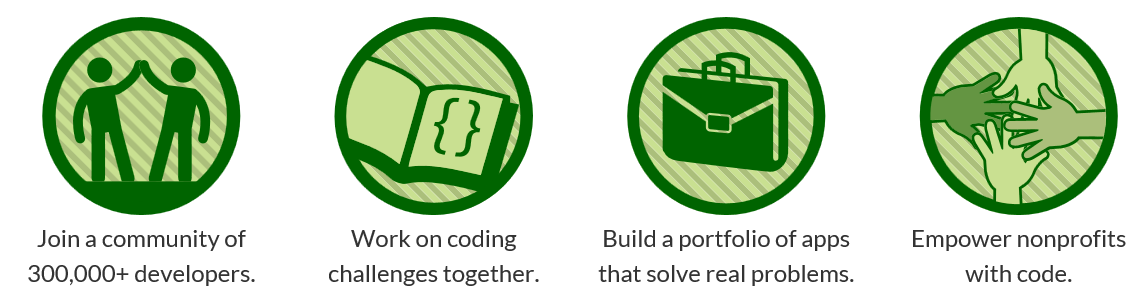 {}
Join a community of
300,000+ developers.
Work on coding
challenges together.
Build a portfolio of apps
that solve real problems.
Empower nonprofits
with code.